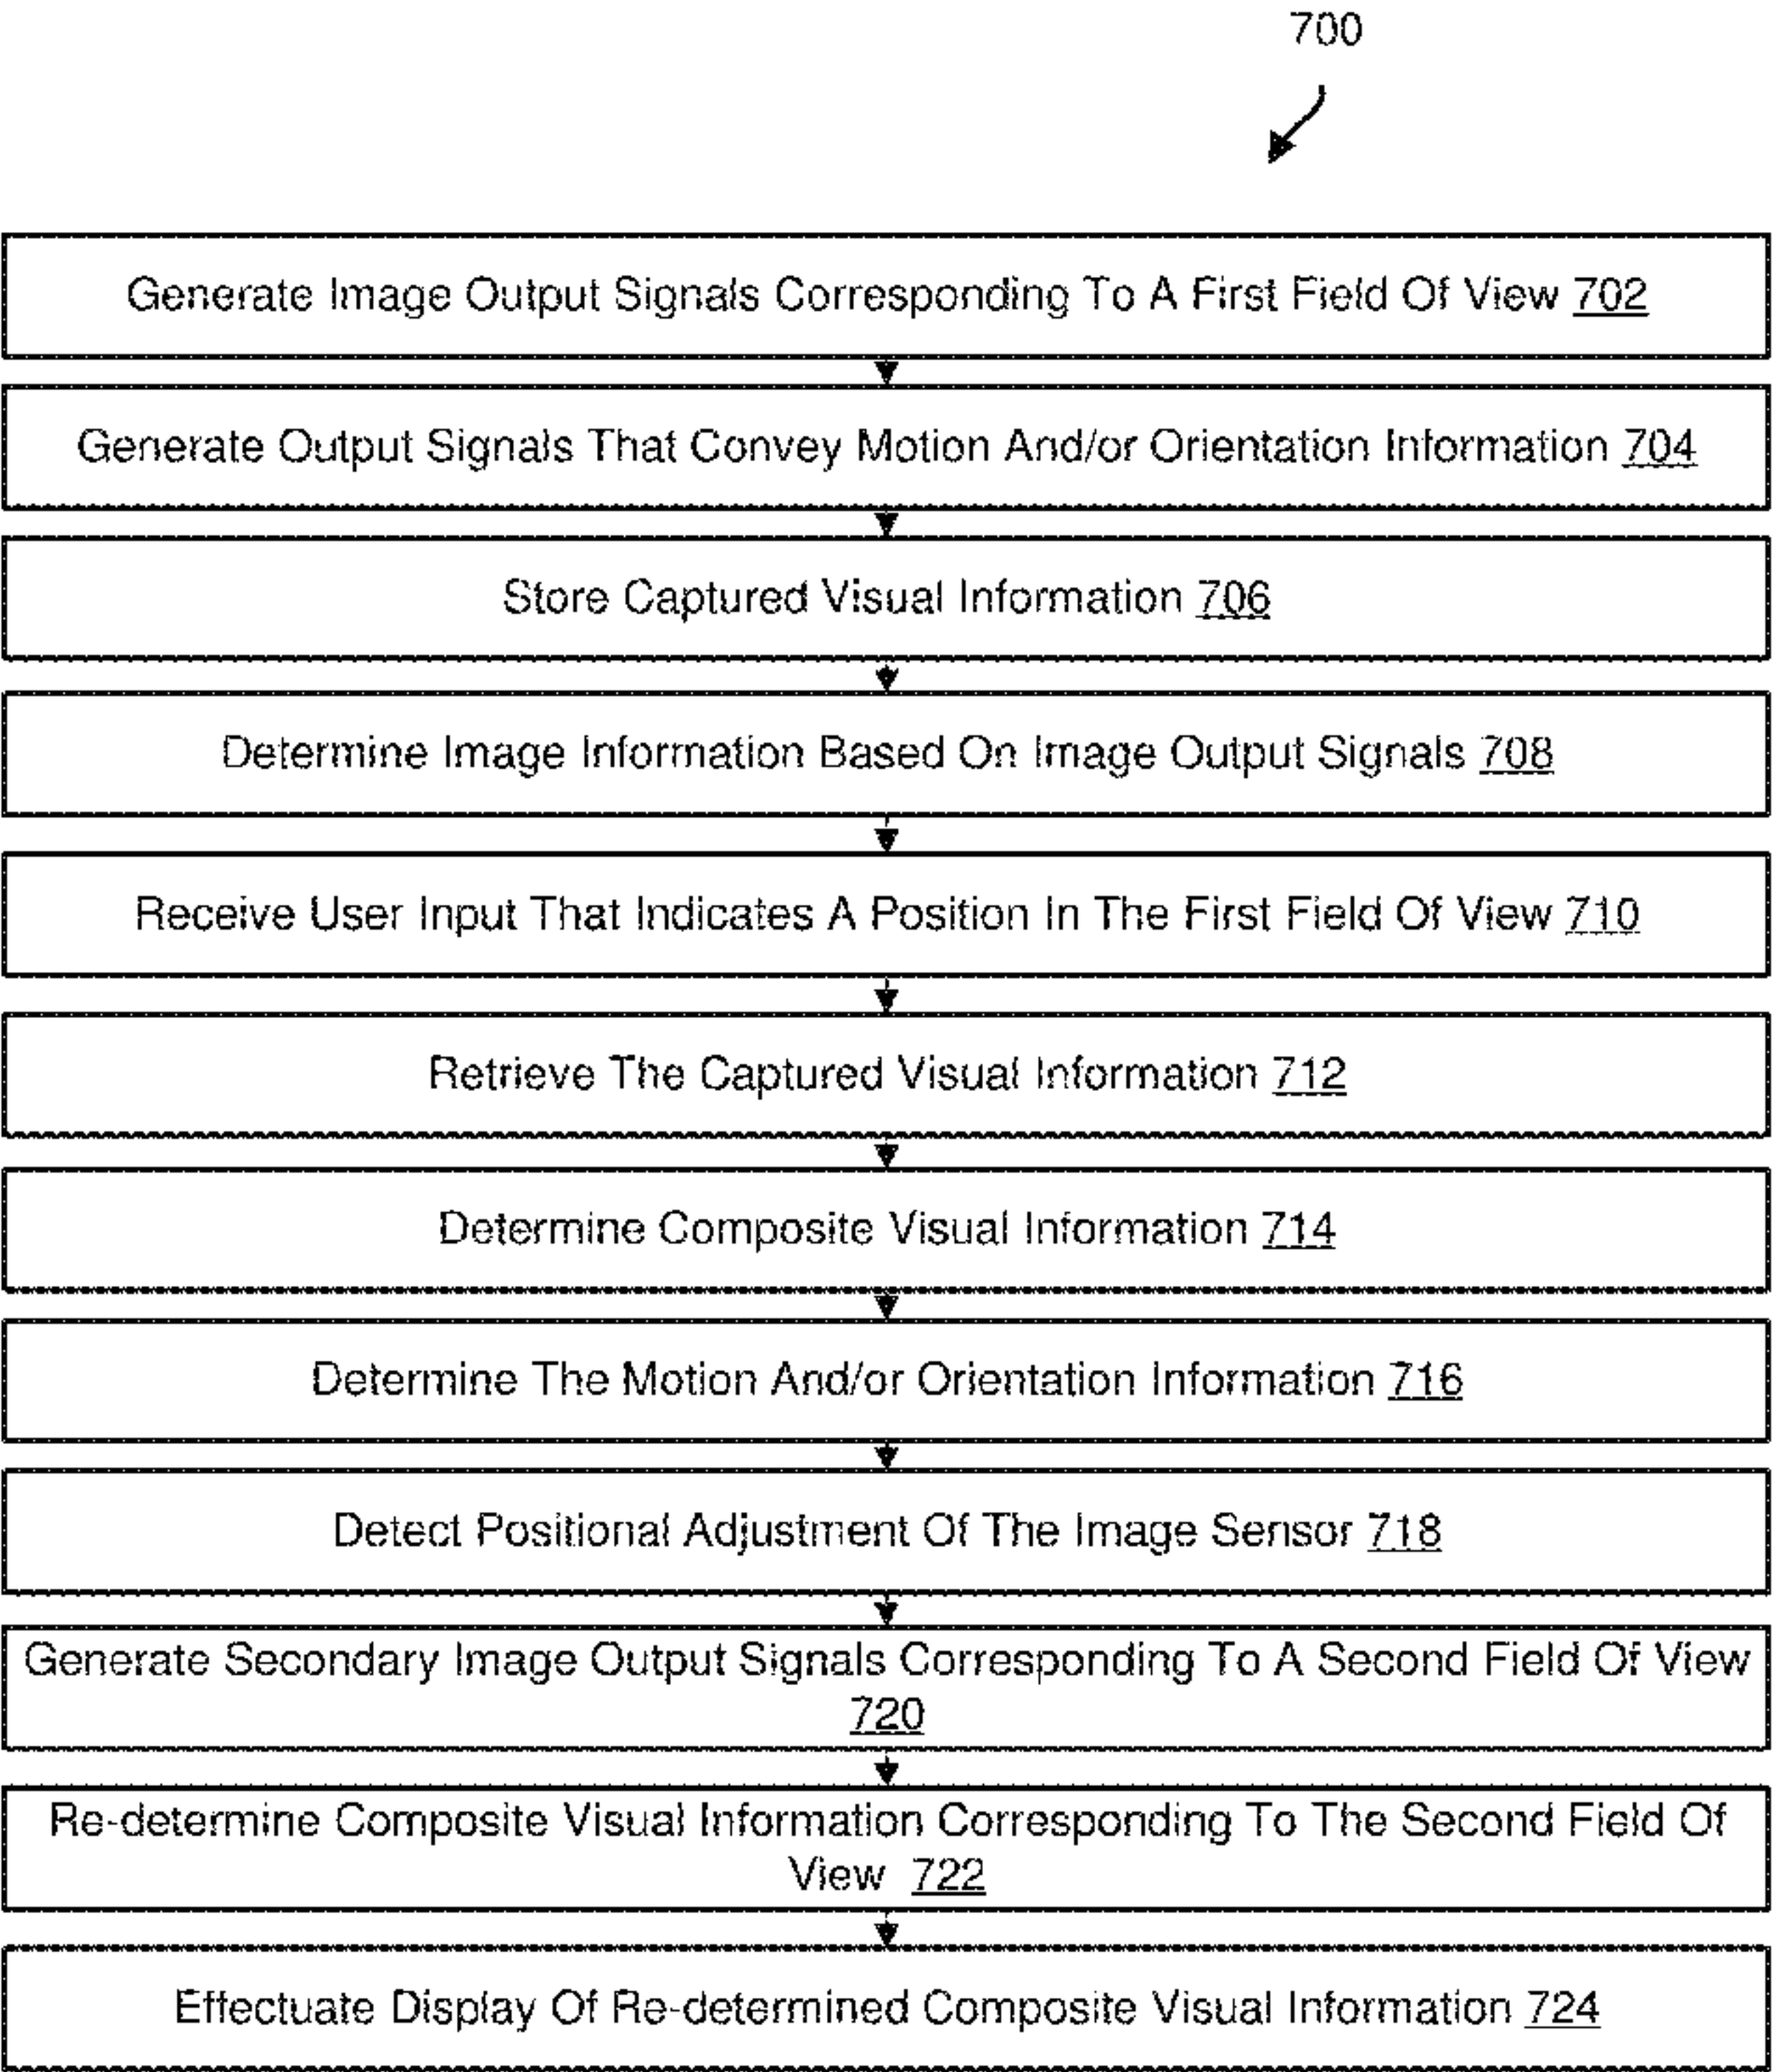 700
Generate Image Output Signals Corresponding To A First Field Of View 702
Generate Output Signals That Convey Motion And/or Orientation Information 704
Store Captured Visual Information 706
Determine Image Information Based On Image Output Signals 708
Receive User Input That Indicates A Position In The First Field Of View 710
Retrieve The Captured Visual Information 712
Determine Composite Visual Information 714
Determine The Motion And/or Orientation Information 716
Detect Positional Adjustment Of The Image Sensor 718
Generate Secondary Image Output Signals Corresponding To A Second Field Of View
720
Re-determine Composite Visual Information Corresponding To The Second Field Of
View 722
Effectuate Display Of Re-determined Composite Visual Information 724